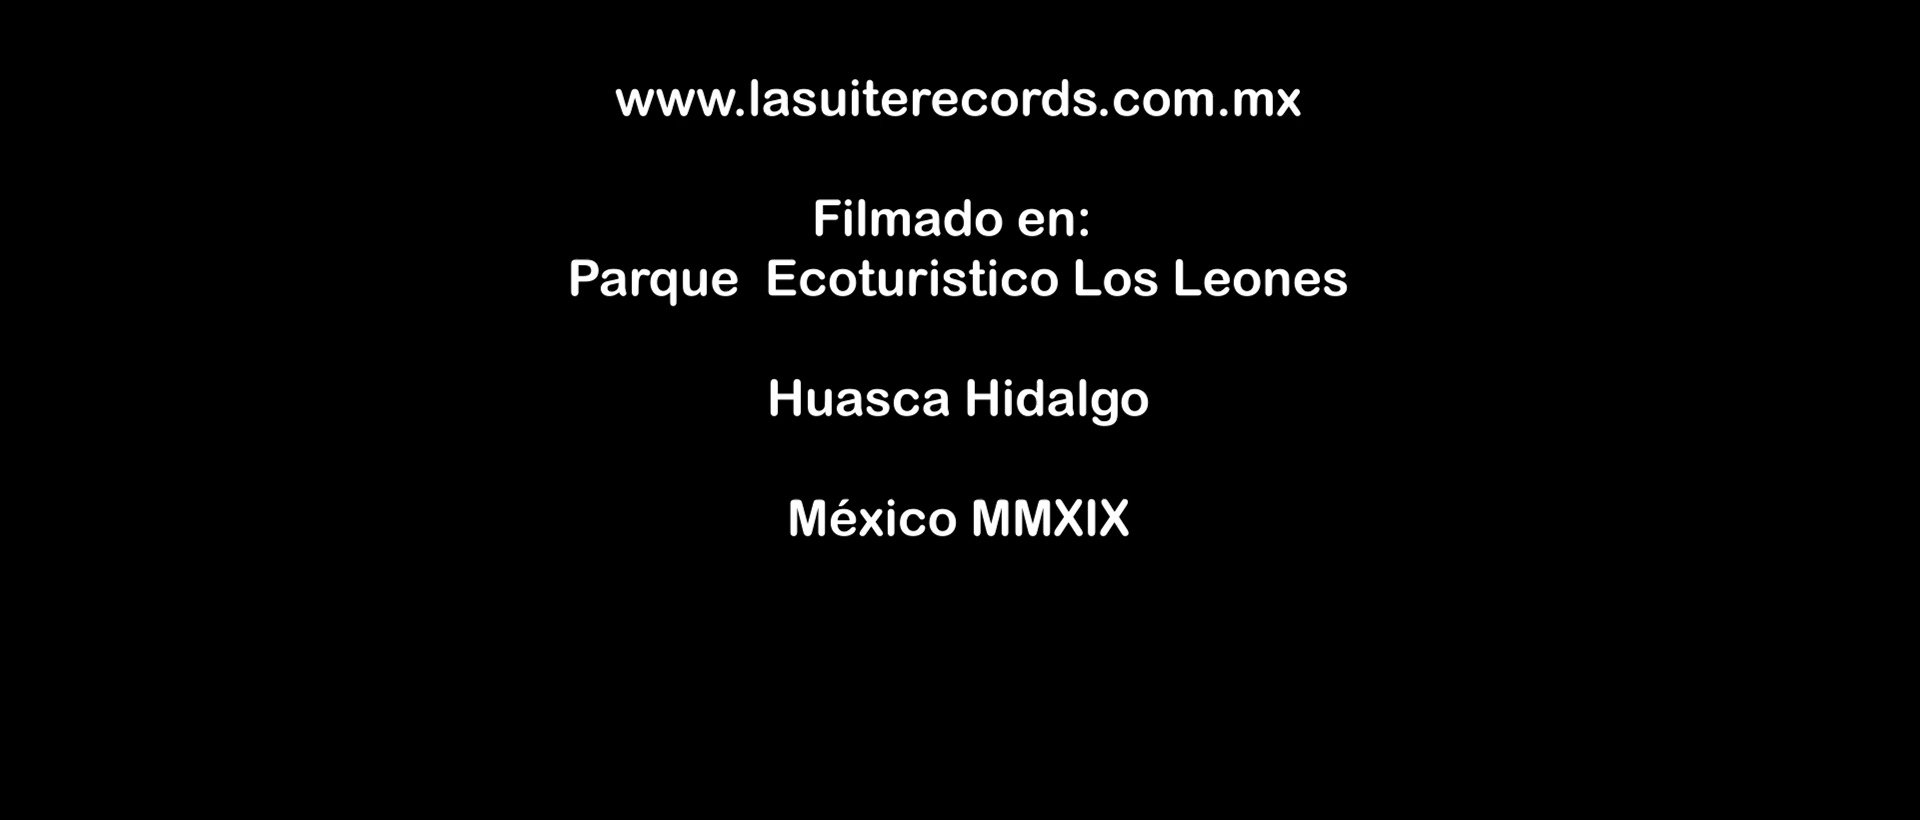 www.lasuiterecords.com.mx
Filmado en:
Parque  Ecoturistico Los Leones
Huasca Hidalgo
México MMXIX